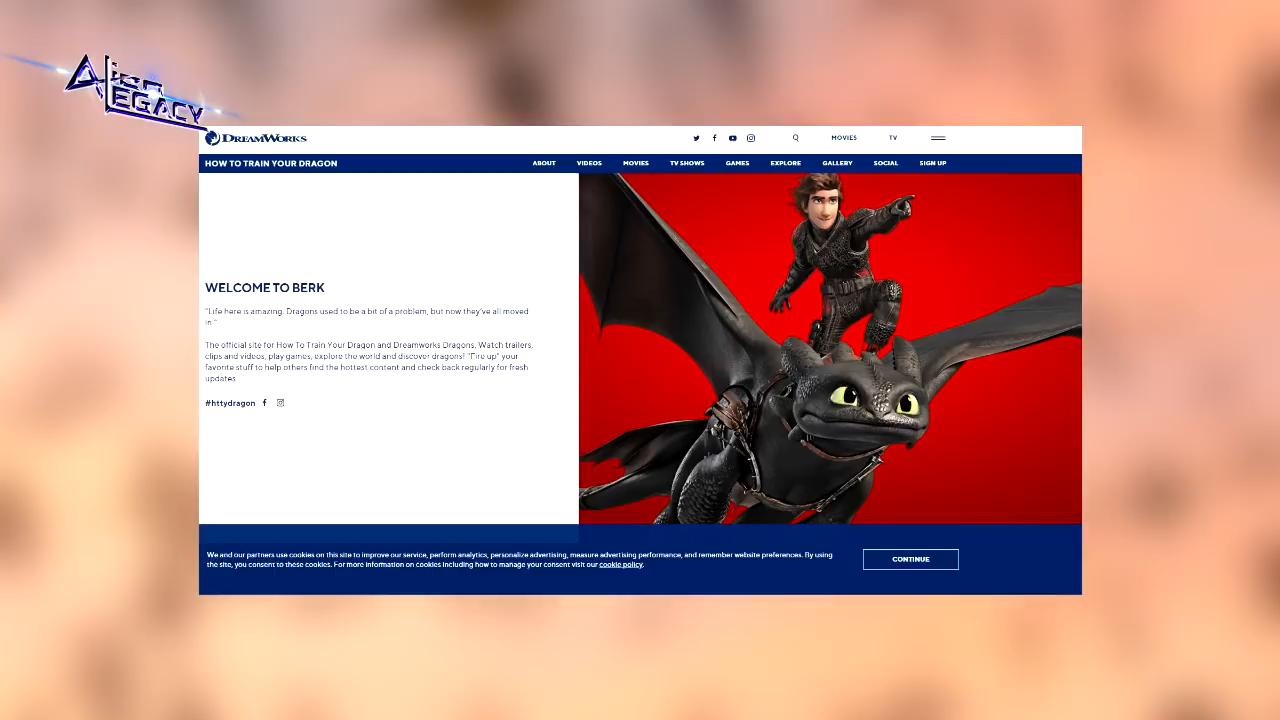 Alien
Legacy
DREAMWORKS
MOVIES
TV
HOW TO TRAIN YOUR DRAGON
ABOUT
VIDEOS
MOVIES
TV SHOWS
GAMES
EXPLORE
GALLERY
SOCIAL
SIGN UP
WELCOME TO BERK
"Life here is amazing. Dragons used to be a bit of a problem, but now they've all moved
in."
The official site for How To Train Your Dragon and Dreamworks Dragons. Watch trailers,
clips and videos, play games, explore the world and discover dragons! "Fire up" your
favorite stuff to help others find the hottest content and check back regularly for fresh
updates.
#httydragon
We and our partners use cookies on this site to improve our service, perform analytics, personalize advertising, measure advertising performance, and remember website preferences. By using
the site, you consent to these cookies. For more information on cookies including how to manage your consent visit our cookie policy.
CONTINUE